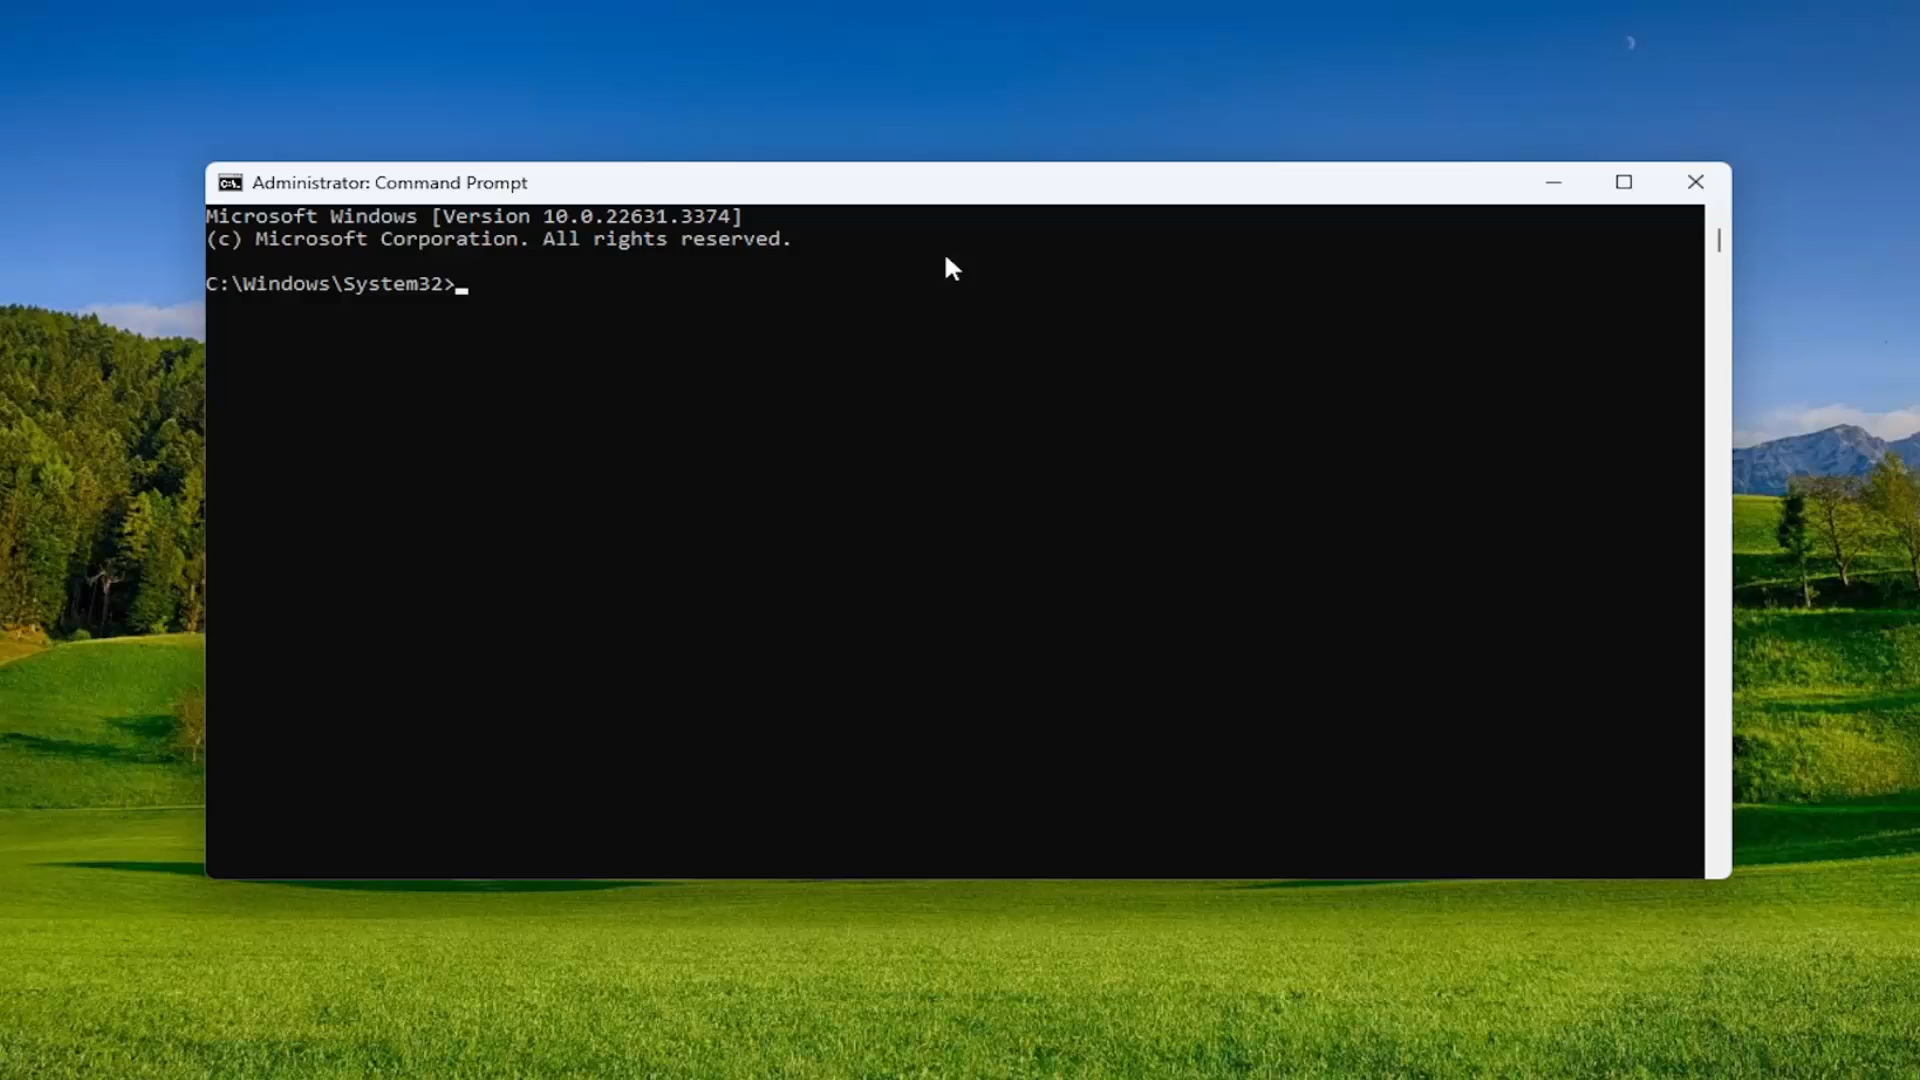 Administrator: Command Prompt
Microsoft Windows [Version 10.0.22631.3374]
(c) Microsoft Corporation. All rights reserved.
C:\Windows\System32>